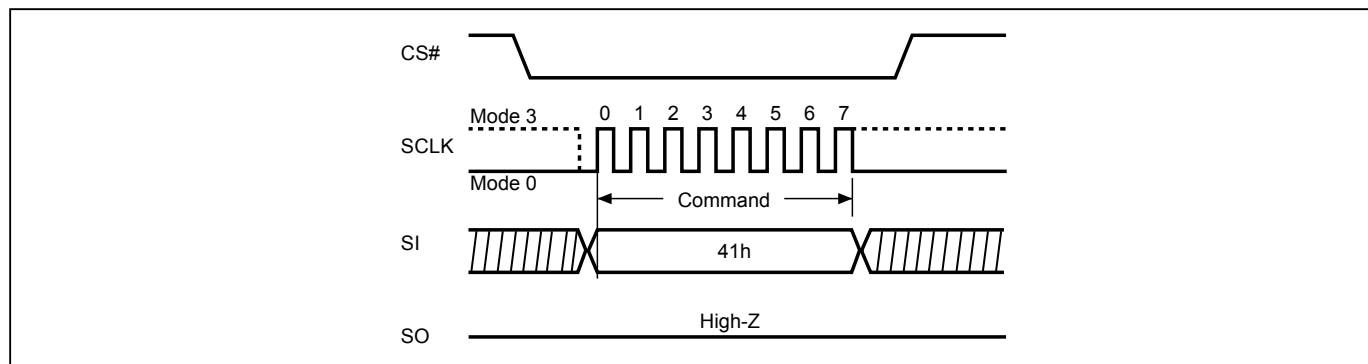 CS#
Mode 3
0 1 2 3 4 5 6 7
SCLK
Mode 0
Command
SI
41h
High-Z
SO